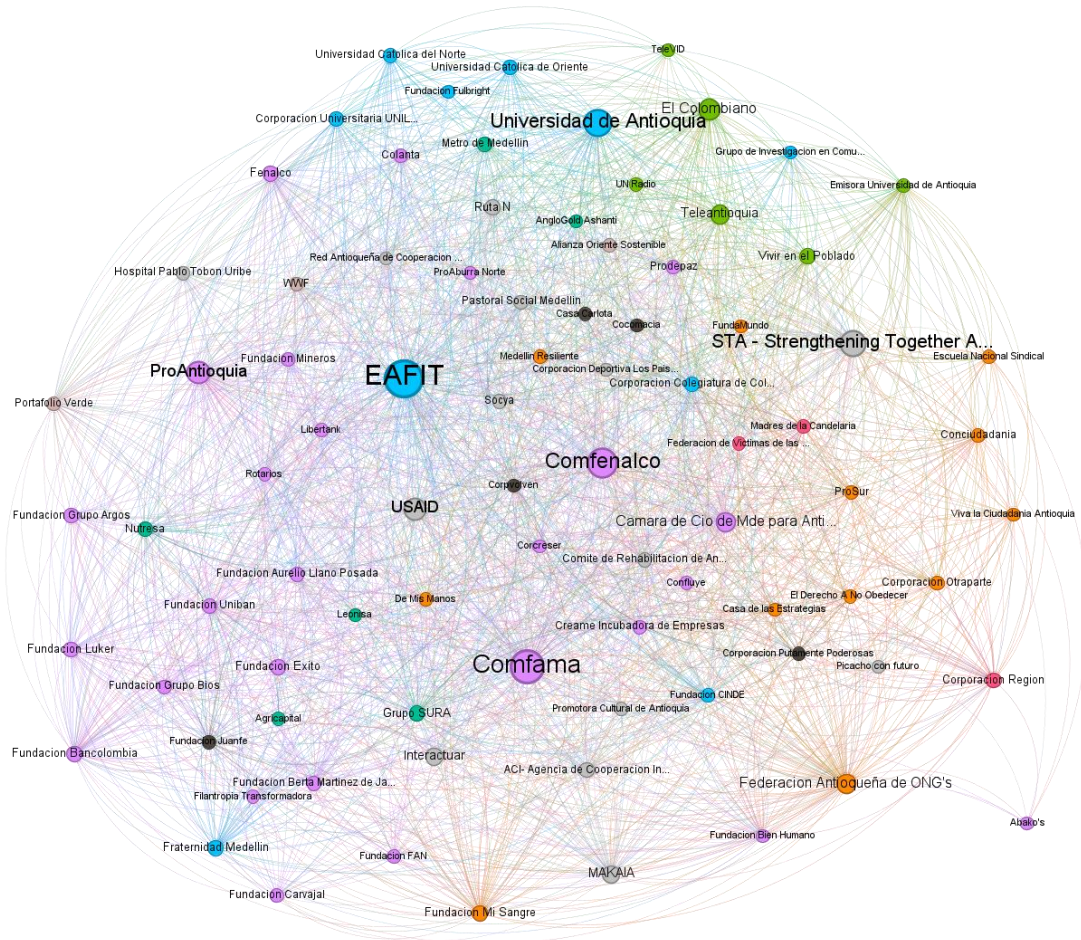 TeleVID
Universidad Catolica del Norte
Universidad Catolica de Oriente
Fundacion Fulbright
El Colombiano
Corporacion Universitaria UNIL...
Universidad de Antioquia
Metro de Medellin
Grupo de Investigacion en Comu...
Colanta
Fenalco
UN Radio
Emisora Universidad de Antioquia
Ruta N
AngloGold Ashanti
Teleantioquia
Alianza Oriente Sostenible
Red Antioqueña de Cooperacion ...
Vivir en el Poblado
Hospital Pablo Tobon Uribe
ProAburra Norte
Prodepaz
WWF
Pastoral Social Medellin
Casa Carlota
Cocomacia
FundaMundo
STA - Strengthening Together A...
Medellin Resiliente
Escuela Nacional Sindical
Fundacion Mineros
ProAntioquia
EAFIT
Corporacion Deportiva Los Pais...
Corporacion Colegiatura de Col...
Portafolio Verde
Socya
Libertank
Madres de la Candelaria
Federacion de Victimas de las ...
Conciudadania
Comfenalco
Rotarios
Corpvolven
ProSur
USAID
Fundacion Grupo Argos
Nutresa
Camara de Cio de Mde para Anti...
Viva la Ciudadania Antioquia
Corcreser
Comite de Rehabilitacion de An...
Fundacion Aurelio Llano Posada
Confluye
Corporacion Otraparte
El Derecho A No Obedecer
De Mis Manos
Fundacion Uniban
Leonisa
Casa de las Estrategias
Creame Incubadora de Empresas
Fundacion Luker
Corporacion Putamente Poderosas
Fundacion Exito
Comfama
Picacho con futuro
Fundacion Grupo Bios
Corporacion Region
Fundacion CINDE
Promotora Cultural de Antioquia
Grupo SURA
Agricapital
Fundacion Juanfe
Fundacion Bancolombia
Interactuar
ACI- Agencia de Cooperacion In...
Fundacion Berta Martinez de Ja...
Federacion Antioqueña de ONG's
Filantropia Transformadora
Abako's
Fundacion Bien Humano
Fraternidad Medellin
Fundacion FAN
MAKAIA
Fundacion Carvajal
Fundacion Mi Sangre